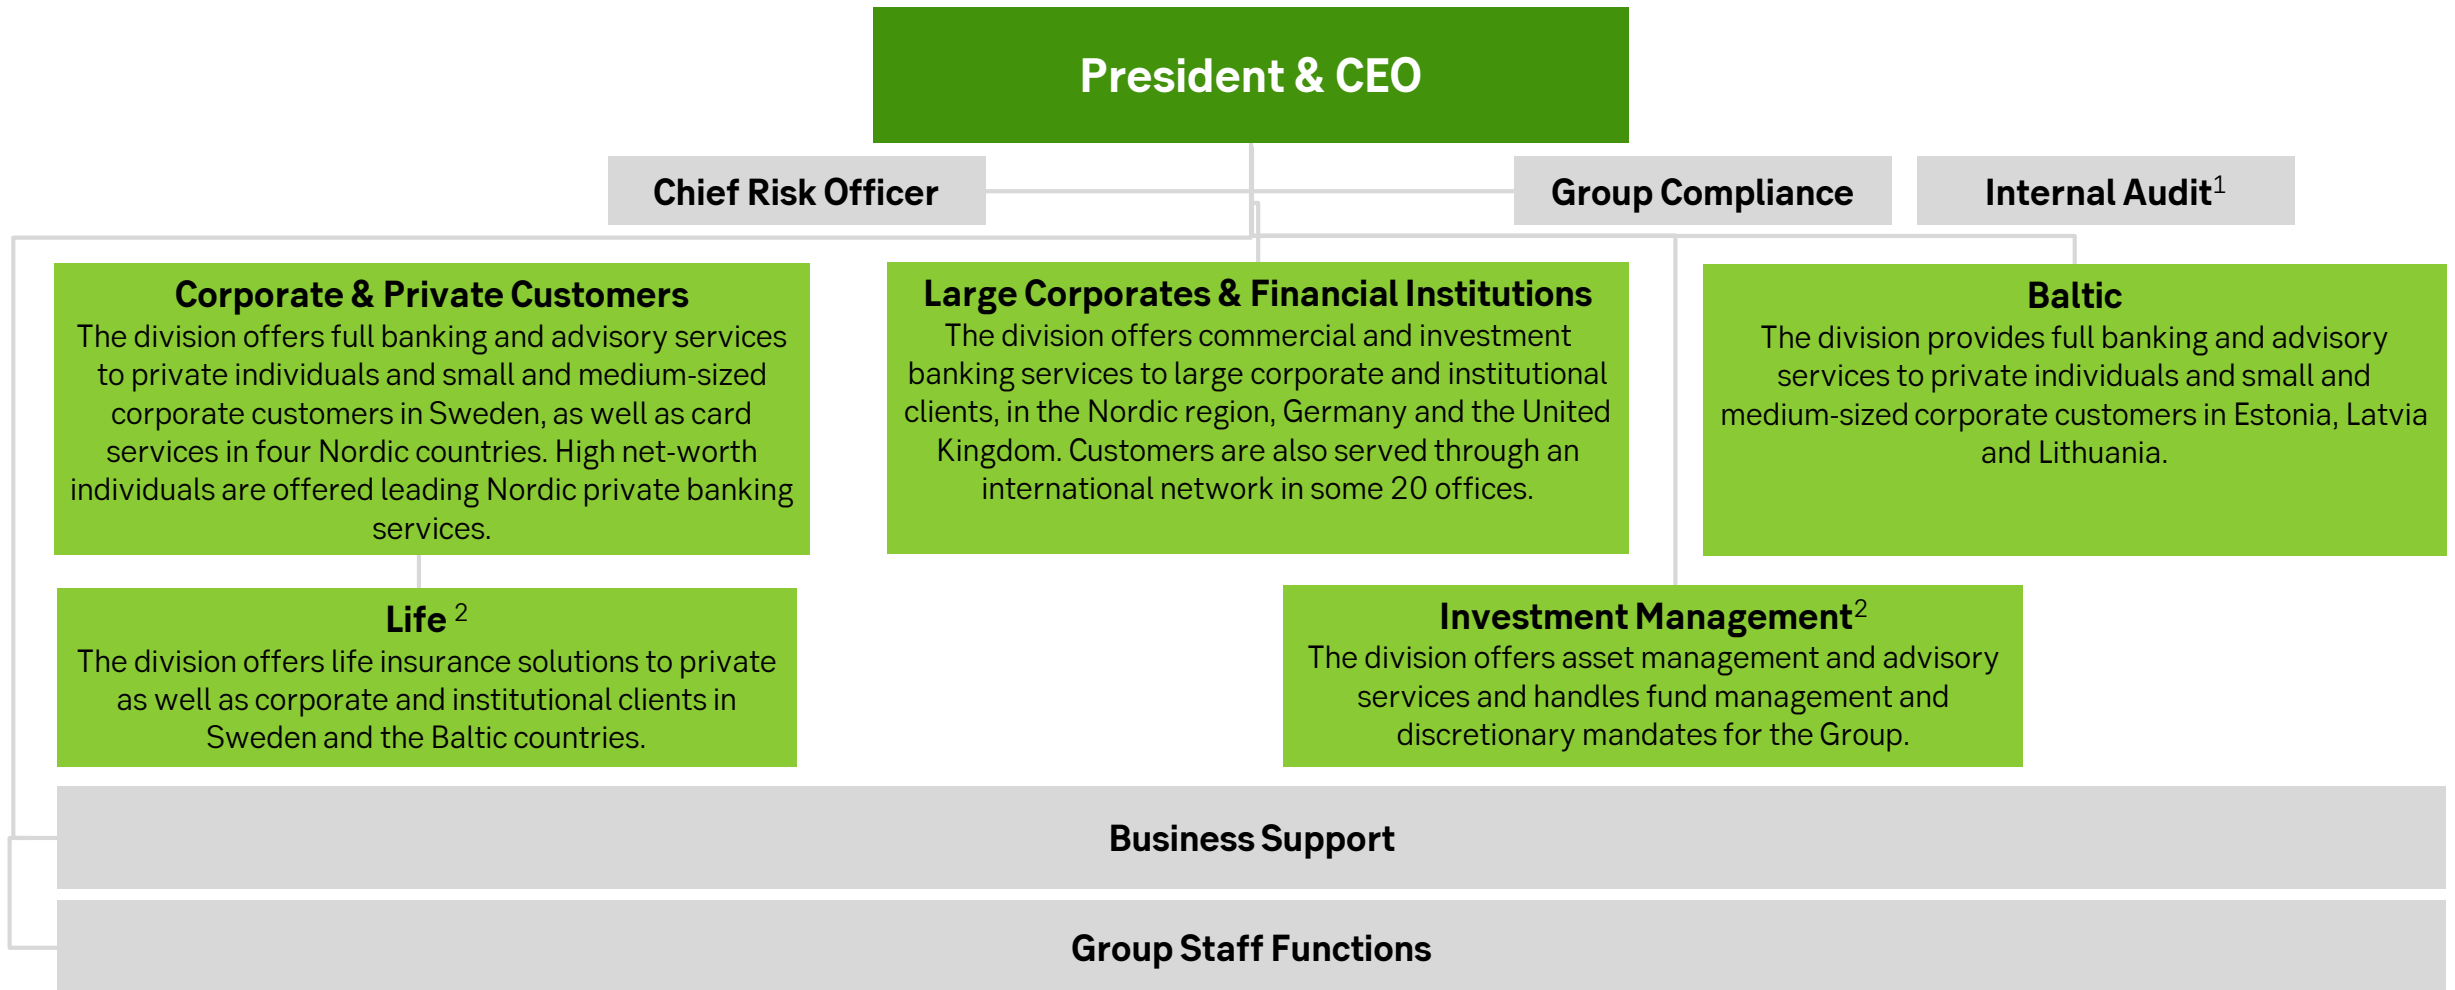 President & CEO
Chief Risk Officer
Group Compliance
Internal Audit1
Corporate & Private Customers
The division offers full banking and advisory services
to private individuals and small and medium-sized
corporate customers in Sweden, as well as card
services in four Nordic countries. High net-worth
individuals are offered leading Nordic private banking
services.
Large Corporates & Financial Institutions
The division offers commercial and investment
banking services to large corporate and institutional
clients, in the Nordic region, Germany and the United
Kingdom. Customers are also served through an
international network in some 20 offices.
Baltic
The division provides full banking and advisory
services to private individuals and small and
medium-sized corporate customers in Estonia, Latvia
and Lithuania.
Life 2
The division offers life insurance solutions to private
as well as corporate and institutional clients in
Sweden and the Baltic countries.
Investment Management2
The division offers asset management and advisory
services and handles fund management and
discretionary mandates for the Group.
Business Support
Group Staff Functions